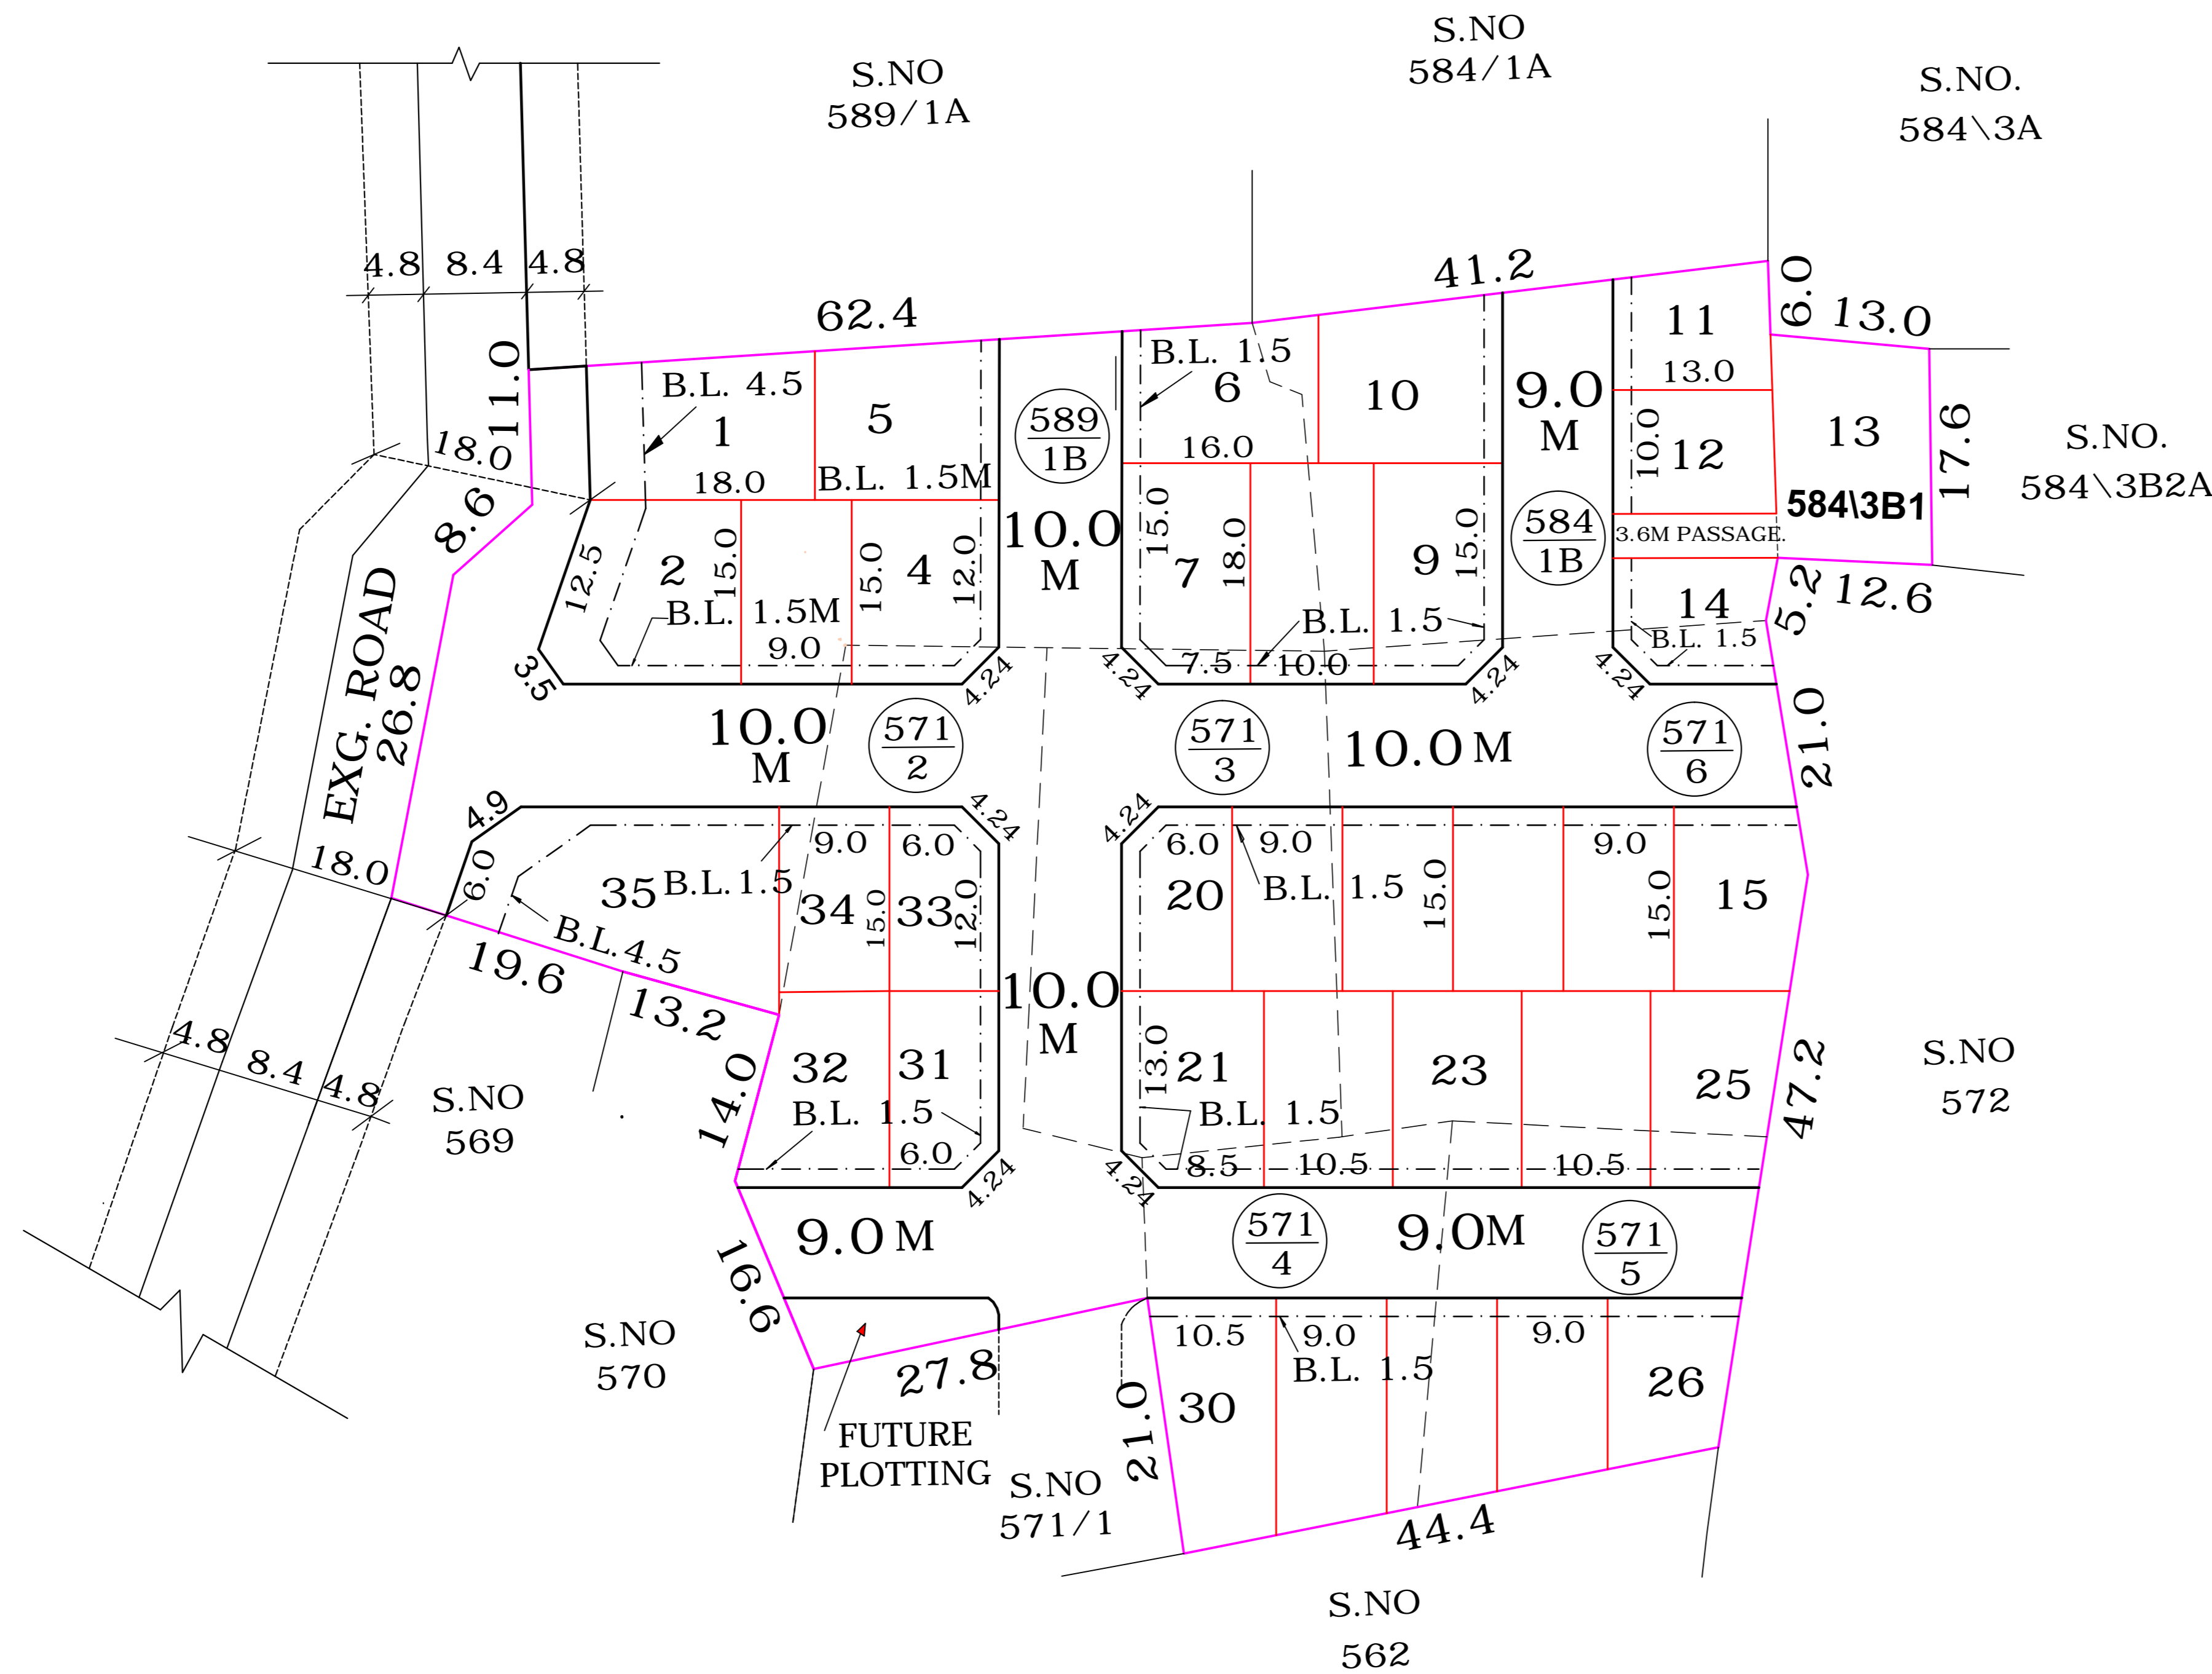 S.NO
589/1A
S.NO
584/1A
S.NO.
584\3A
4.8
8.4
4.8
11.0
62.4
41.2
6.0
13.0
18.0
8.6
B.L. 4.5
1
5
18.0
B.L. 1.5M
589
1B
B.L. 1.5
6
10
16.0
9.0
M
11
13.0
10.0
12
13
17.6
584\3B1
S.NO.
584\3B2A
3.6M PASSAGE.
12.5
2
15.0
15.0
4
12.0
B.L. 1.5M
9.0
3.5
4.24
10.0
M
15.0
7
18.0
9
15.0
B.L. 1.5
7.5
10.0
4.24
4.24
584
1B
14
B.L. 1.5
4.24
5.2
12.6
EXG. ROAD
26.8
10.0
M
571
2
571
3
10.0 M
571
6
21.0
4.9
4.24
4.24
18.0
6.0
35
B.L. 1.5
9.0
6.0
34
15.0
33
12.0
B.L. 4.5
6.0
9.0
20
B.L. 1.5
15.0
9.0
15.0
15
19.6
13.2
10.0
M
4.8
8.4
4.8
S.NO
569
14.0
32
31
B.L. 1.5
6.0
4.24
13.0
21
23
25
B.L. 1.5
8.5
10.5
10.5
4.24
47.2
S.NO
572
16.6
9.0 M
571
4
9.0M
571
5
S.NO
570
27.8
FUTURE
PLOTTING
10.5
9.0
9.0
B.L. 1.5
30
26
21.0
S.NO
571/1
44.4
S.NO
562